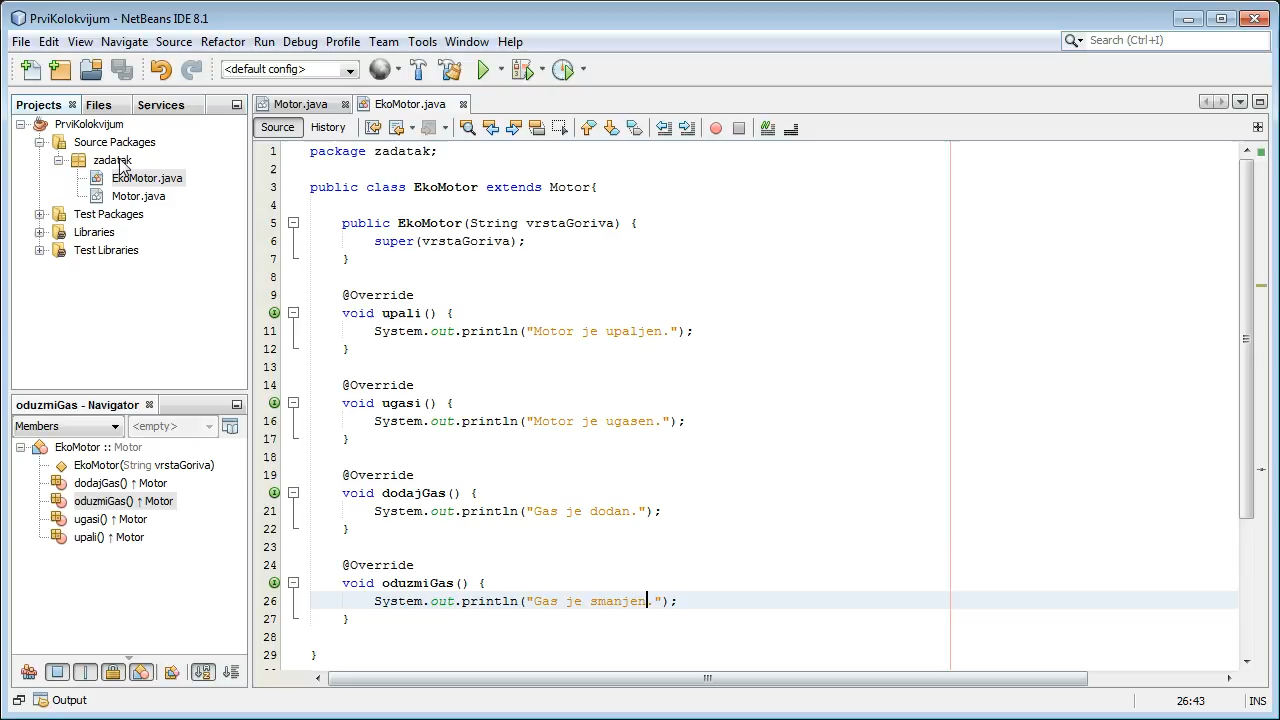 PrviKolokvijum - NetBeans IDE 8.1
File Edit View Navigate Source Refactor Run Debug Profile Team Tools Window Help
Search (Ctrl+I)
<default config>
Projects Files Services
PrviKolokvijum
Source Packages
zadatak
EkoMotor.java
Motor.java
Test Packages
Libraries
Test Libraries
oduzmiGas - Navigator
Members <empty>
EkoMotor :: Motor
EkoMotor(String vrstaGoriva)
dodajGas() ↑ Motor
oduzmiGas() ↑ Motor
ugasi() ↑ Motor
upali() ↑ Motor
Motor.java EkoMotor.java
Source History
1 package zadatak;
2
3 public class EkoMotor extends Motor{
4
5 public EkoMotor(String vrstaGoriva) {
6 super(vrstaGoriva);
7 }
8
9 @Override
void upali() {
11 System.out.println("Motor je upaljen.");
12 }
13
14 @Override
void ugasi() {
16 System.out.println("Motor je ugasen.");
17 }
18
19 @Override
void dodajGas() {
21 System.out.println("Gas je dodan.");
22 }
23
24 @Override
void oduzmiGas() {
26 System.out.println("Gas je smanjen.");
27 }
28
29 }
Output
26:43 INS